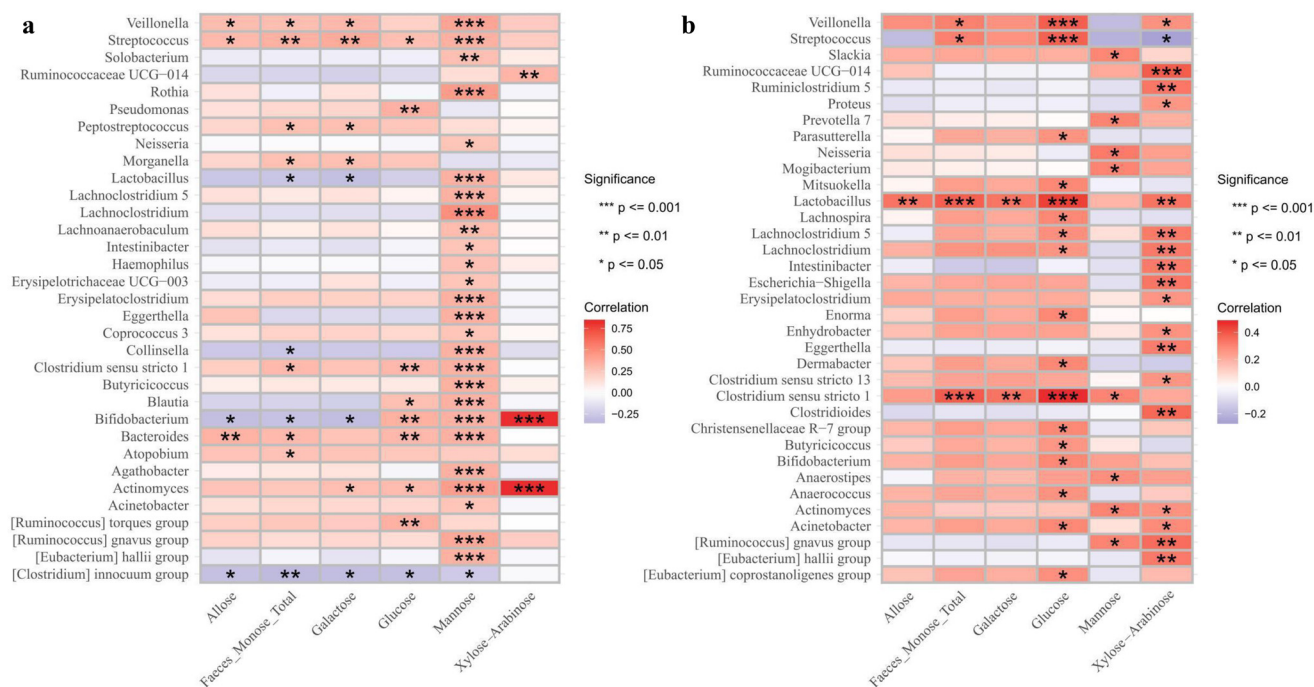 a
Veillonella * * * ***
Streptococcus * ** ** * ***
Solobacterium **
Ruminococcaceae UCG-014 **
Rothia ***
Pseudomonas **
Peptostreptococcus * *
Neisseria *
Morganella * *
Lactobacillus * * ***
Lachnoclostridium 5 ***
Lachnoclostridium ***
Lachnoanaerobaculum **
Intestinibacter *
Haemophilus *
Erysipelotrichaceae UCG-003 *
Erysipelatoclostridium ***
Eggerthella ***
Coprococcus 3 *
Collinsella * ***
Clostridium sensu stricto 1 * ** ***
Butyricicoccus ***
Blautia * ***
Bifidobacterium * * * ** *** ***
Bacteroides ** * ** ***
Atopobium *
Agathobacter ***
Actinomyces * * *** ***
Acinetobacter *
[Ruminococcus] torques group **
[Ruminococcus] gnavus group ***
[Eubacterium] hallii group ***
[Clostridium] innocuum group * ** * * *
Allose
Faeces_Monose_Total
Galactose
Glucose
Mannose
Xylose-Arabinose
Significance
*** p <= 0.001
** p <= 0.01
* p <= 0.05
Correlation
0.75
0.50
0.25
0.00
-0.25
b
Veillonella * *** *
Streptococcus * *** *
Slackia *
Ruminococcaceae UCG-014 ***
Ruminiclostridium 5 **
Proteus *
Prevotella 7 *
Parasutterella *
Neisseria *
Mogibacterium *
Mitsuokella *
Lactobacillus ** *** ** *** **
Lachnospira *
Lachnoclostridium 5 * **
Lachnoclostridium * **
Intestinibacter **
Escherichia-Shigella **
Erysipelatoclostridium *
Enorma *
Enhydrobacter *
Eggerthella **
Dermabacter *
Clostridium sensu stricto 13 *
Clostridium sensu stricto 1 *** ** *** *
Clostridioides **
Christensenellaceae R-7 group *
Butyricicoccus *
Bifidobacterium *
Anaerostipes *
Anaerococcus *
Actinomyces * *
Acinetobacter * *
[Ruminococcus] gnavus group * **
[Eubacterium] hallii group **
[Eubacterium] coprostanoligenes group *
Allose
Faeces_Monose_Total
Galactose
Glucose
Mannose
Xylose-Arabinose
Significance
*** p <= 0.001
** p <= 0.01
* p <= 0.05
Correlation
0.4
0.2
0.0
-0.2